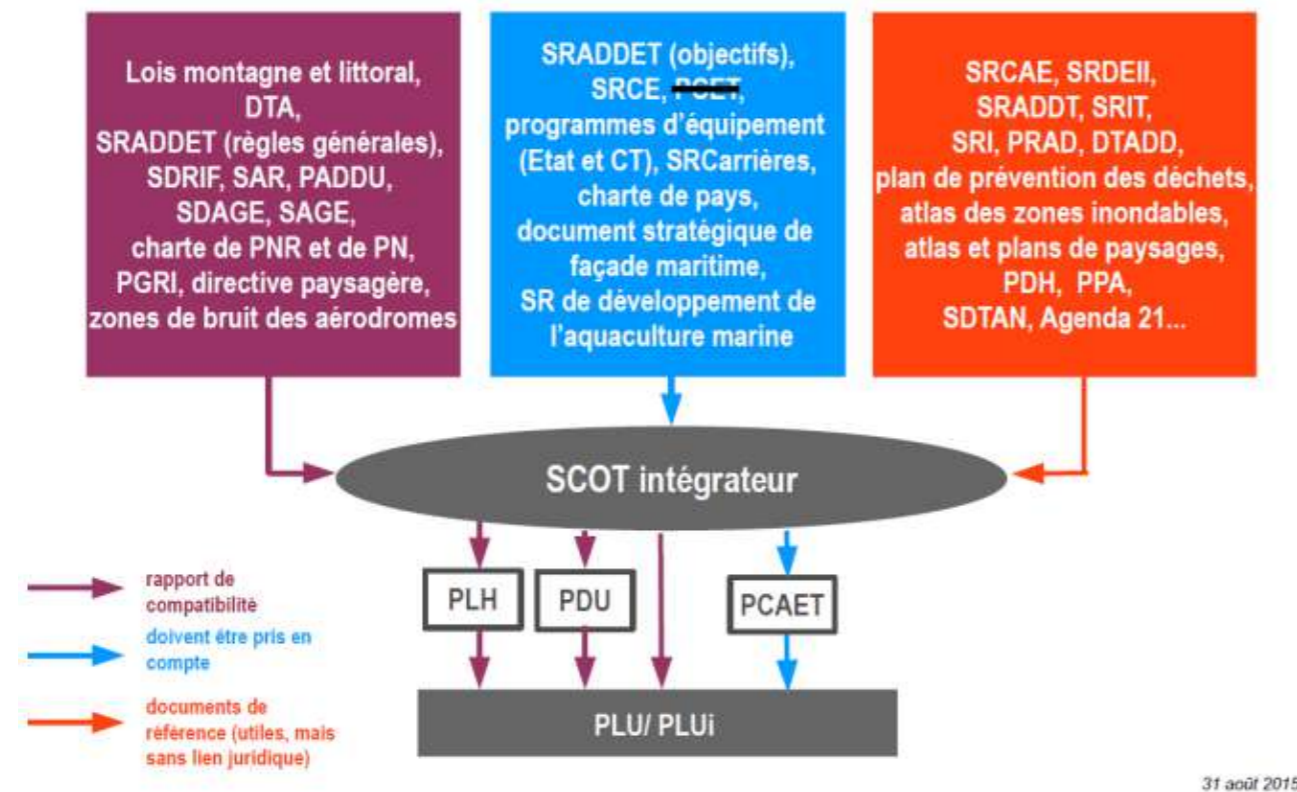 Lois montagne et littoral,
DTA,
SRADDET (règles générales),
SDRIF, SAR, PADDU,
SDAGE, SAGE,
charte de PNR et de PN,
PGRI, directive paysagère,
zones de bruit des aérodromes
SRADDET (objectifs),
SRCE, PCET,
programmes d'équipement
(Etat et CT), SRCarrières,
charte de pays,
document stratégique de
façade maritime,
SR de développement de
l'aquaculture marine
SRCAE, SRDEII,
SRADDT, SRIT,
SRI, PRAD, DTADD,
plan de prévention des déchets,
atlas des zones inondables,
atlas et plans de paysages,
PDH, PPA,
SDTAN, Agenda 21...
SCOT intégrateur
PLH
PDU
PCAET
PLU/ PLUi
rapport de
compatibilité
doivent être pris en
compte
documents de
référence (utiles, mais
sans lien juridique)
31 août 2015